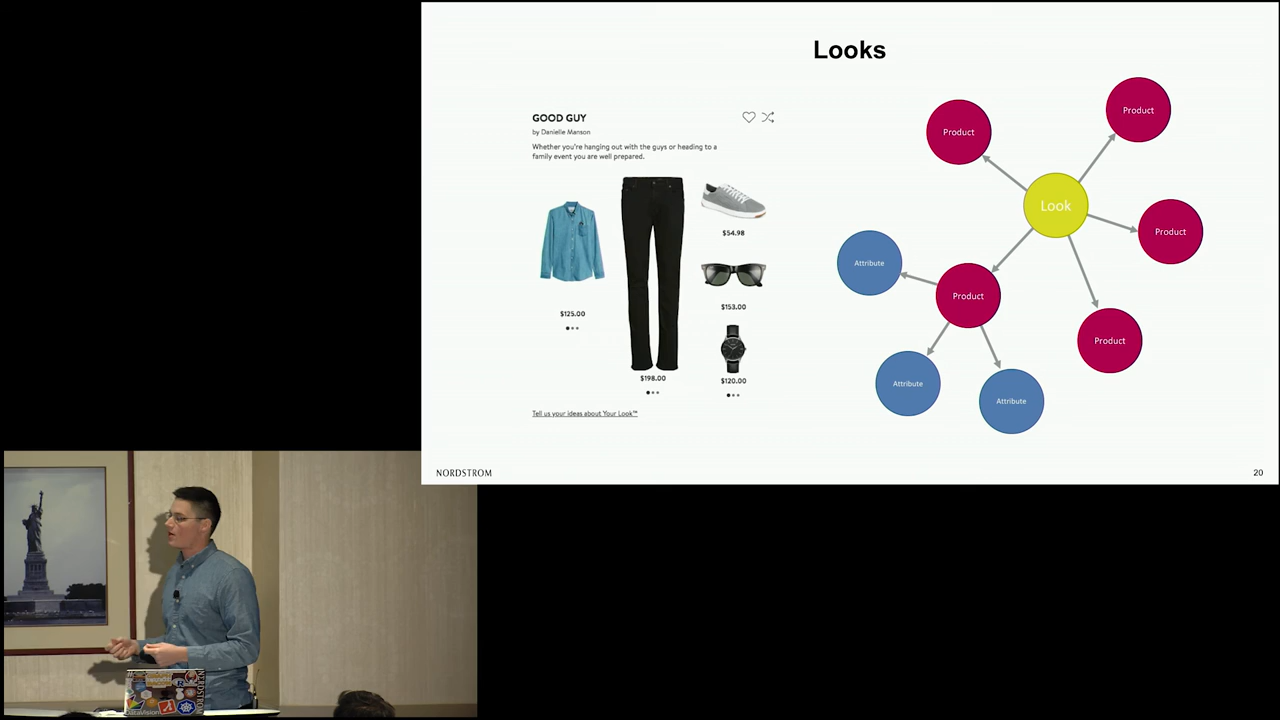 Looks
GOOD GUY
by Danielle Manson
Whether you're hanging out with the guys or heading to a
family event you are well prepared.
$125.00
$198.00
$54.98
$153.00
$120.00
Tell us your ideas about Your Look™
Product
Product
Look
Product
Attribute
Product
Product
Attribute
Attribute
NORDSTROM
20
NORDSTROM
DataVision